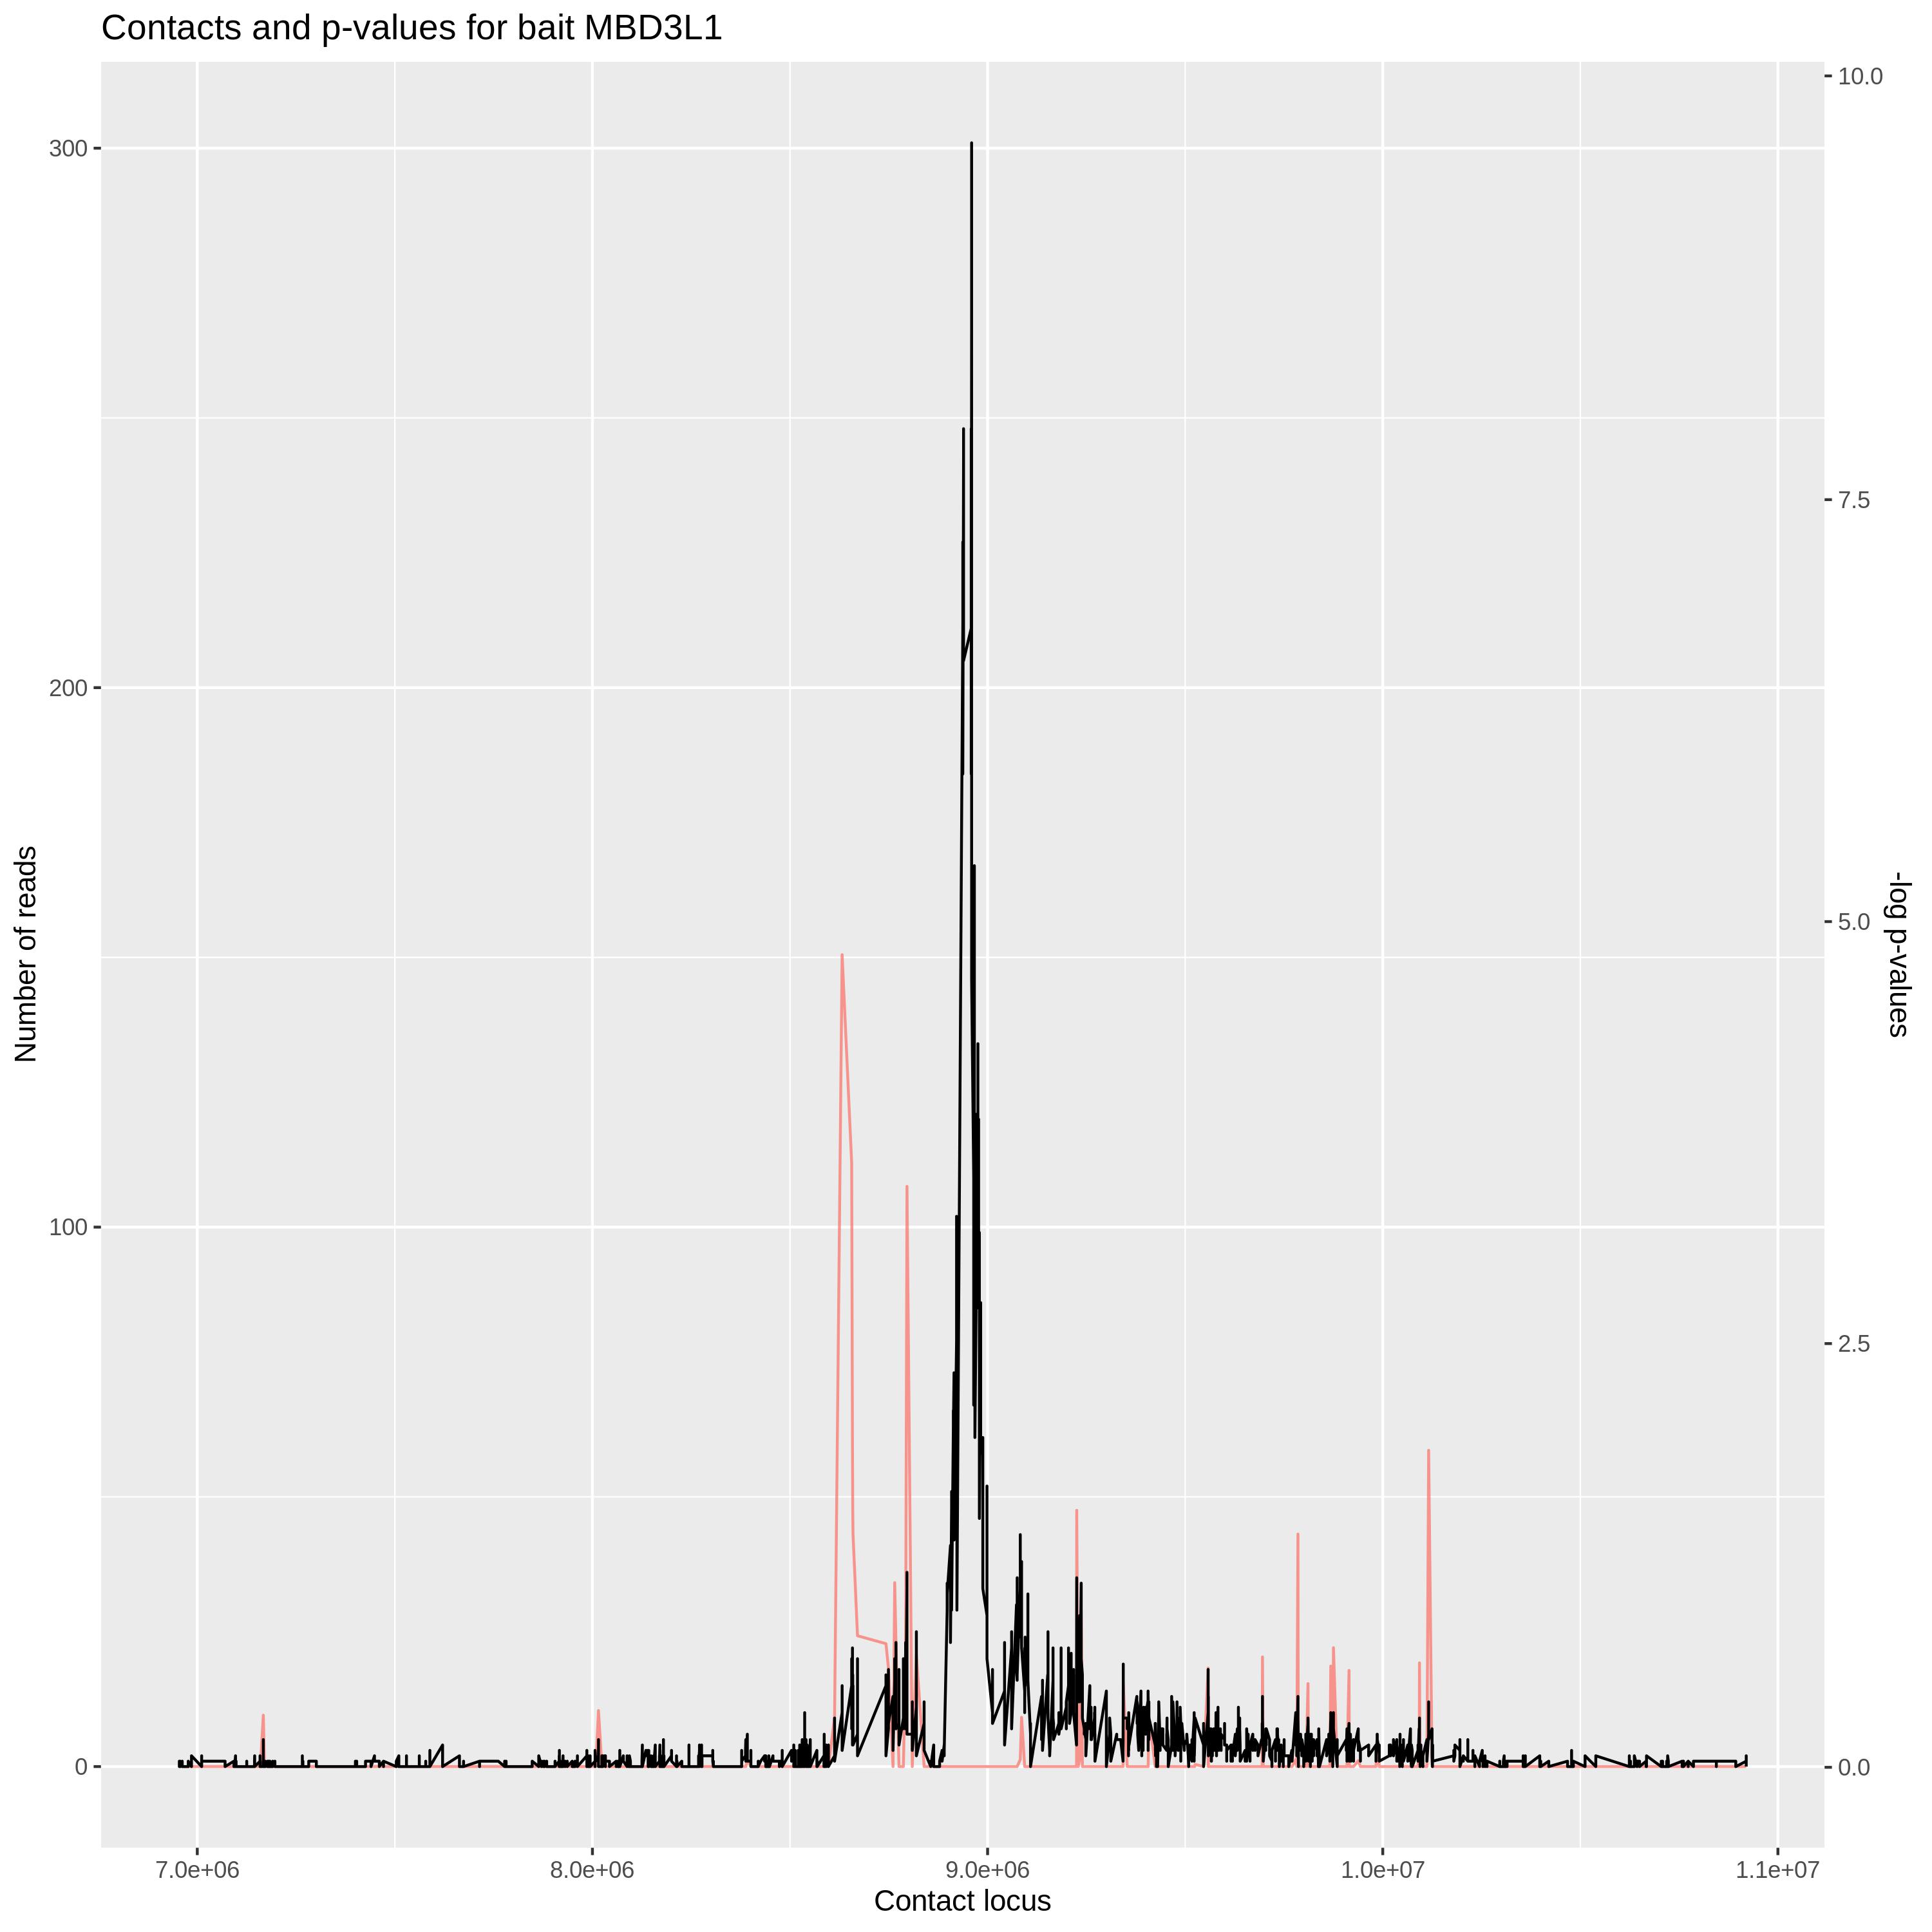 Contacts and p-values for bait MBD3L1
10.0
300
7.5
200
5.0
Number of reads
-log p-values
100
2.5
0
0.0
7.0e+06 8.0e+06 9.0e+06 1.0e+07 1.1e+07
Contact locus